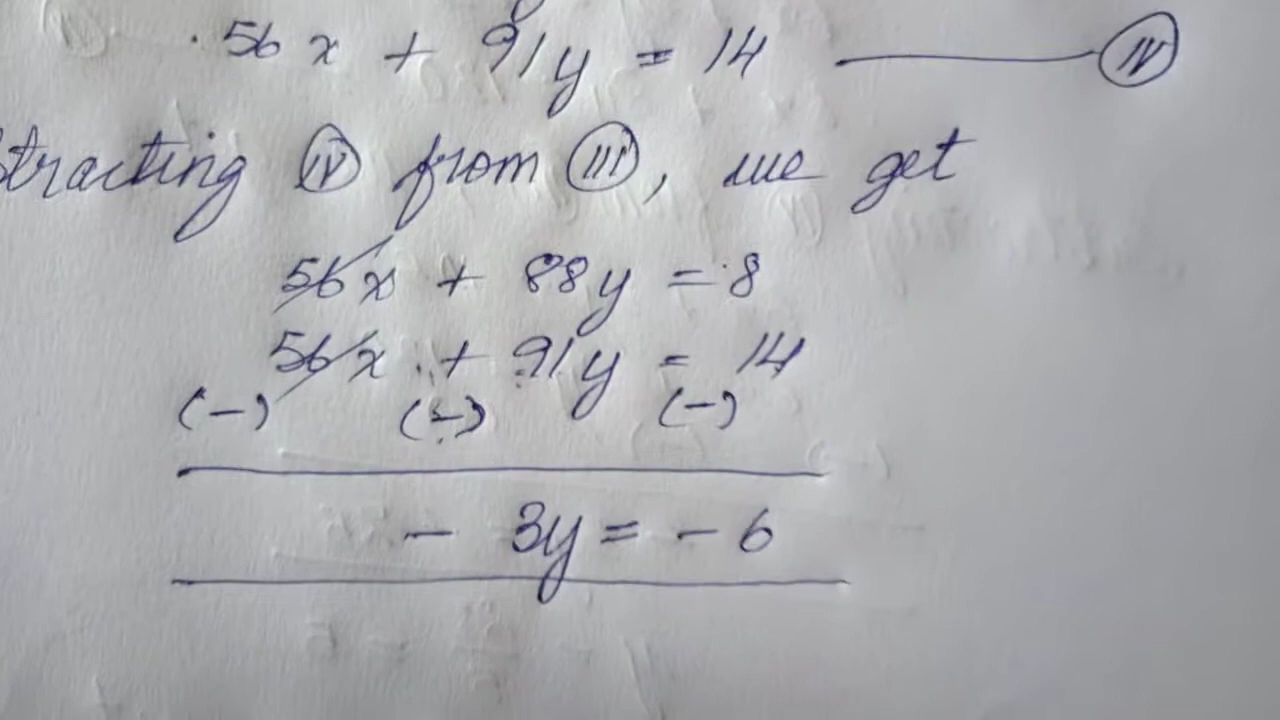 56x + 91y = 14 (IV)
tracting (IV) from (III), we get
56x + 88y = 8
56x + 91y = 14
(-) (-) (-)
- 3y = - 6